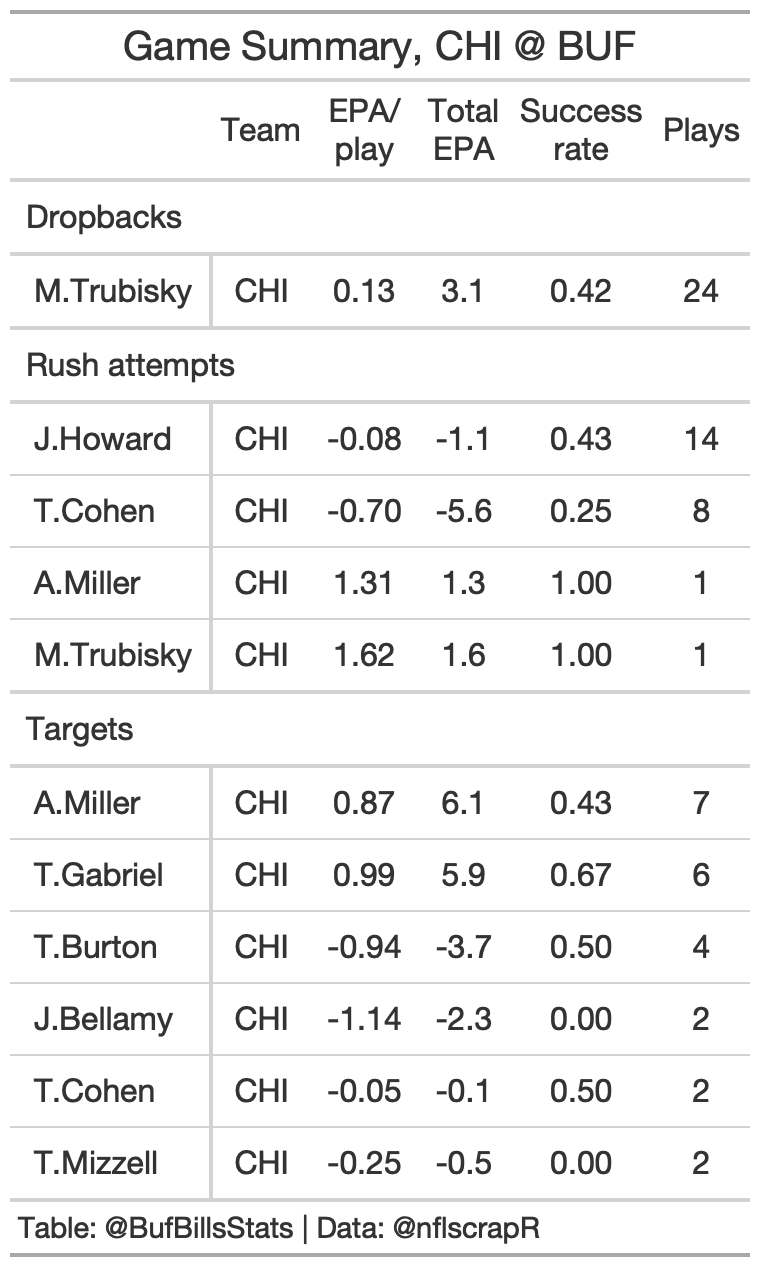 Game Summary, CHI @ BUF
Team EPA/play Total EPA Success rate Plays
Dropbacks
M.Trubisky CHI 0.13 3.1 0.42 24
Rush attempts
J.Howard CHI -0.08 -1.1 0.43 14
T.Cohen CHI -0.70 -5.6 0.25 8
A.Miller CHI 1.31 1.3 1.00 1
M.Trubisky CHI 1.62 1.6 1.00 1
Targets
A.Miller CHI 0.87 6.1 0.43 7
T.Gabriel CHI 0.99 5.9 0.67 6
T.Burton CHI -0.94 -3.7 0.50 4
J.Bellamy CHI -1.14 -2.3 0.00 2
T.Cohen CHI -0.05 -0.1 0.50 2
T.Mizzell CHI -0.25 -0.5 0.00 2
Table: @BufBillsStats | Data: @nflscrapR